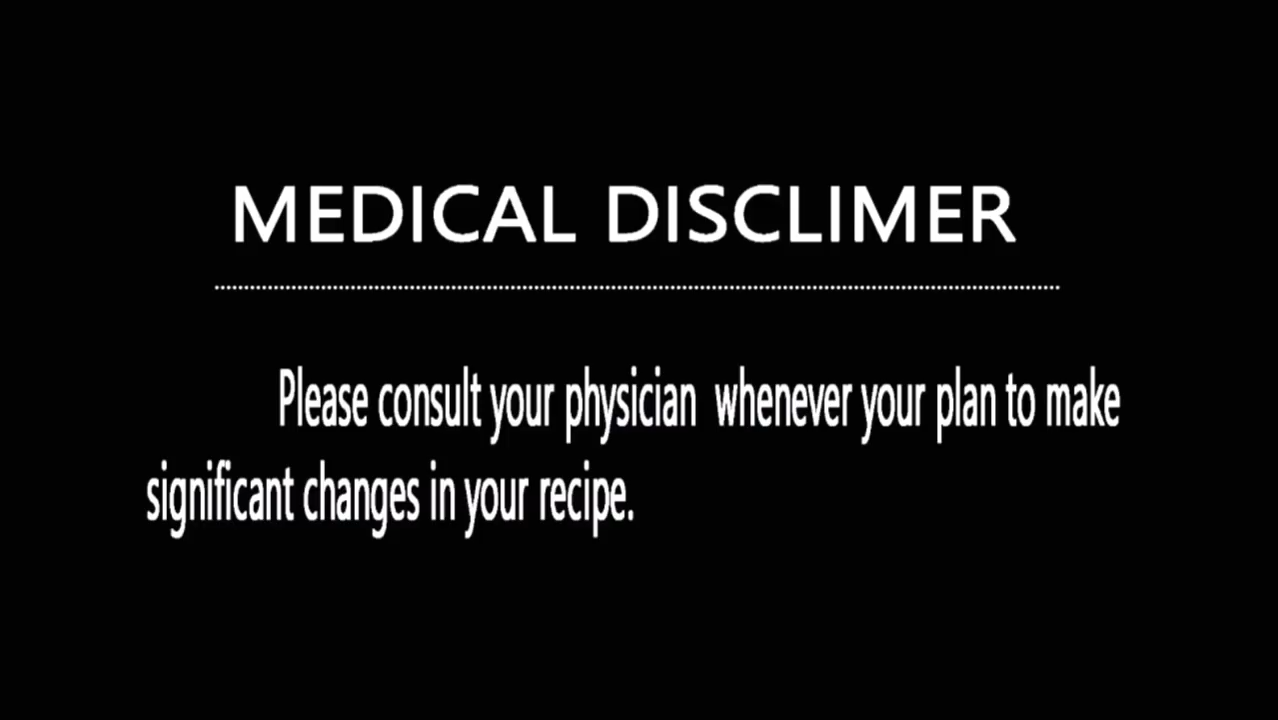 MEDICAL DISCLIMER
Please consult your physician whenever your plan to make
significant changes in your recipe.